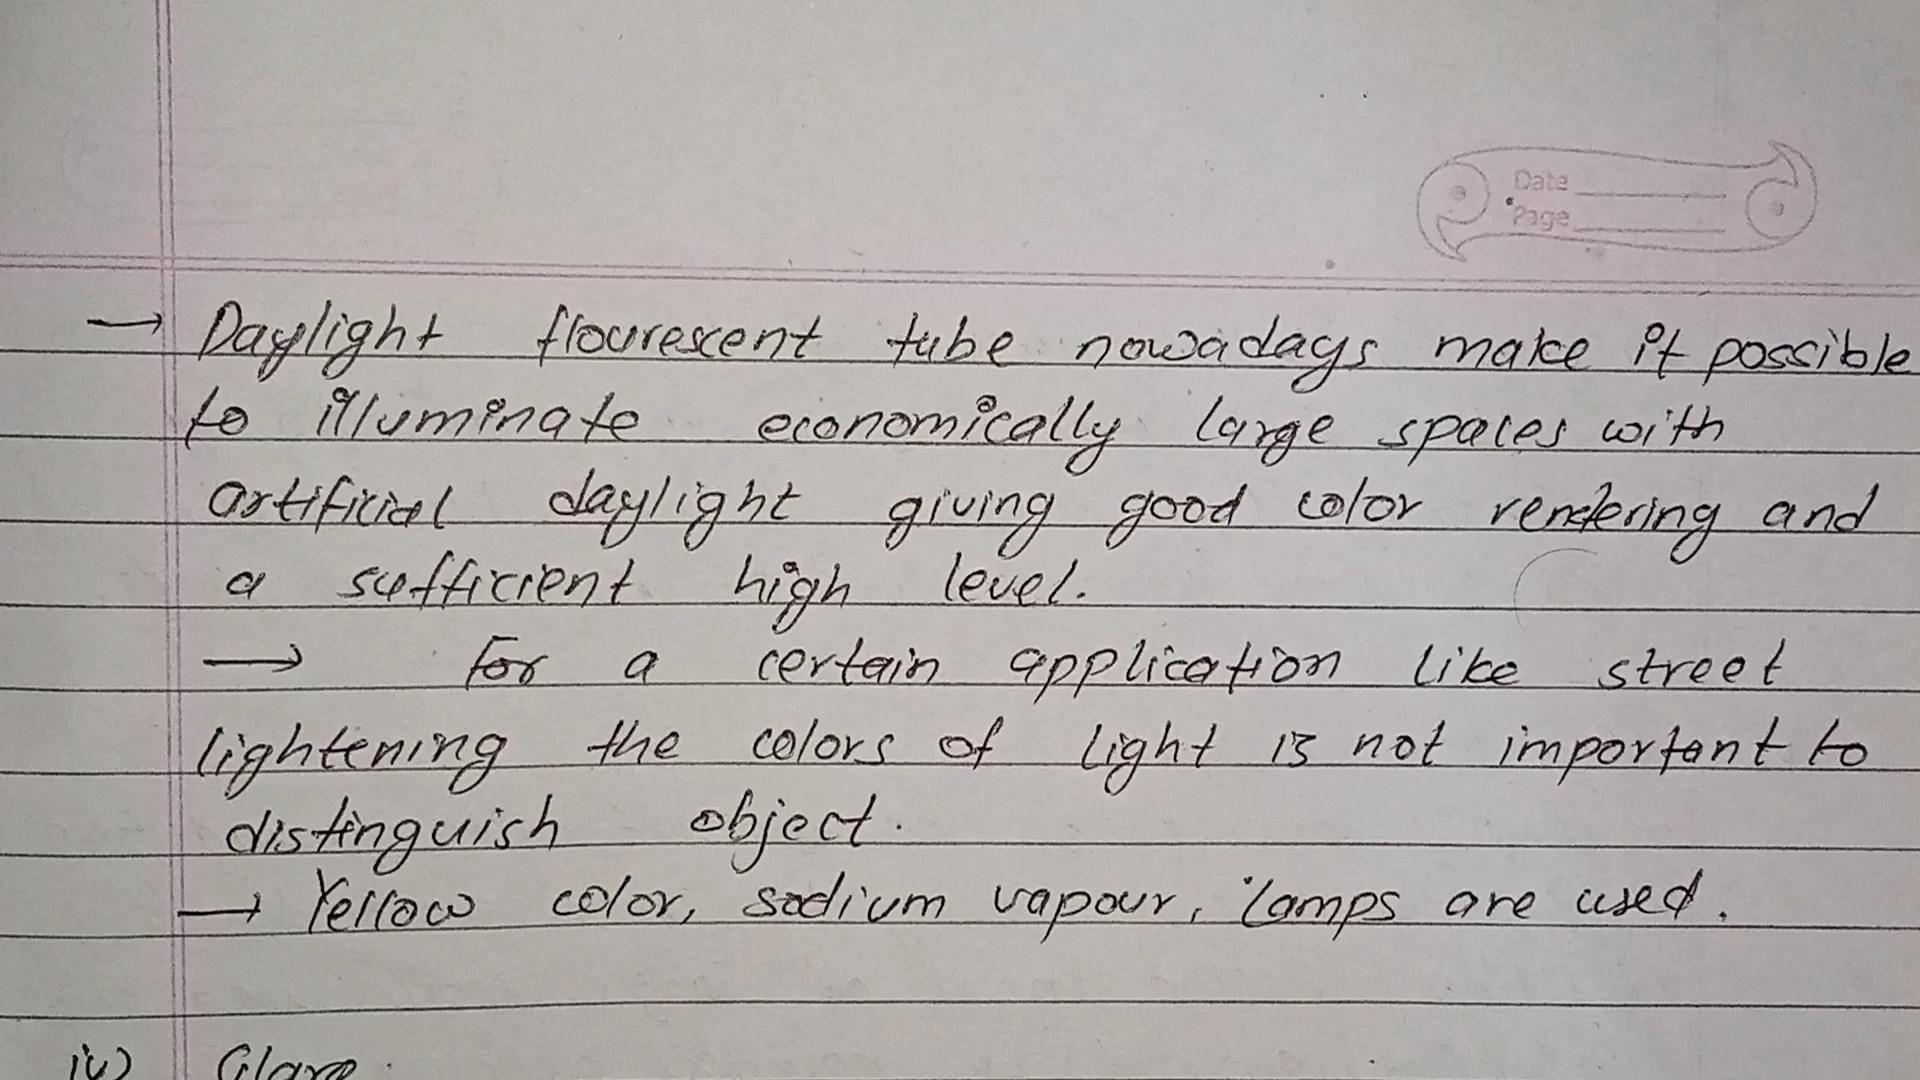 Date
Page
→ Daylight flourescent tube nowadays make it possible
to illuminate economically large spaces with
artificial daylight giving good color rendering and
a sufficient high level.
→ For a certain application like street
lightening the colors of light is not important to
distinguish object.
→ Yellow color, sodium vapour, lamps are used.
iv) Glare